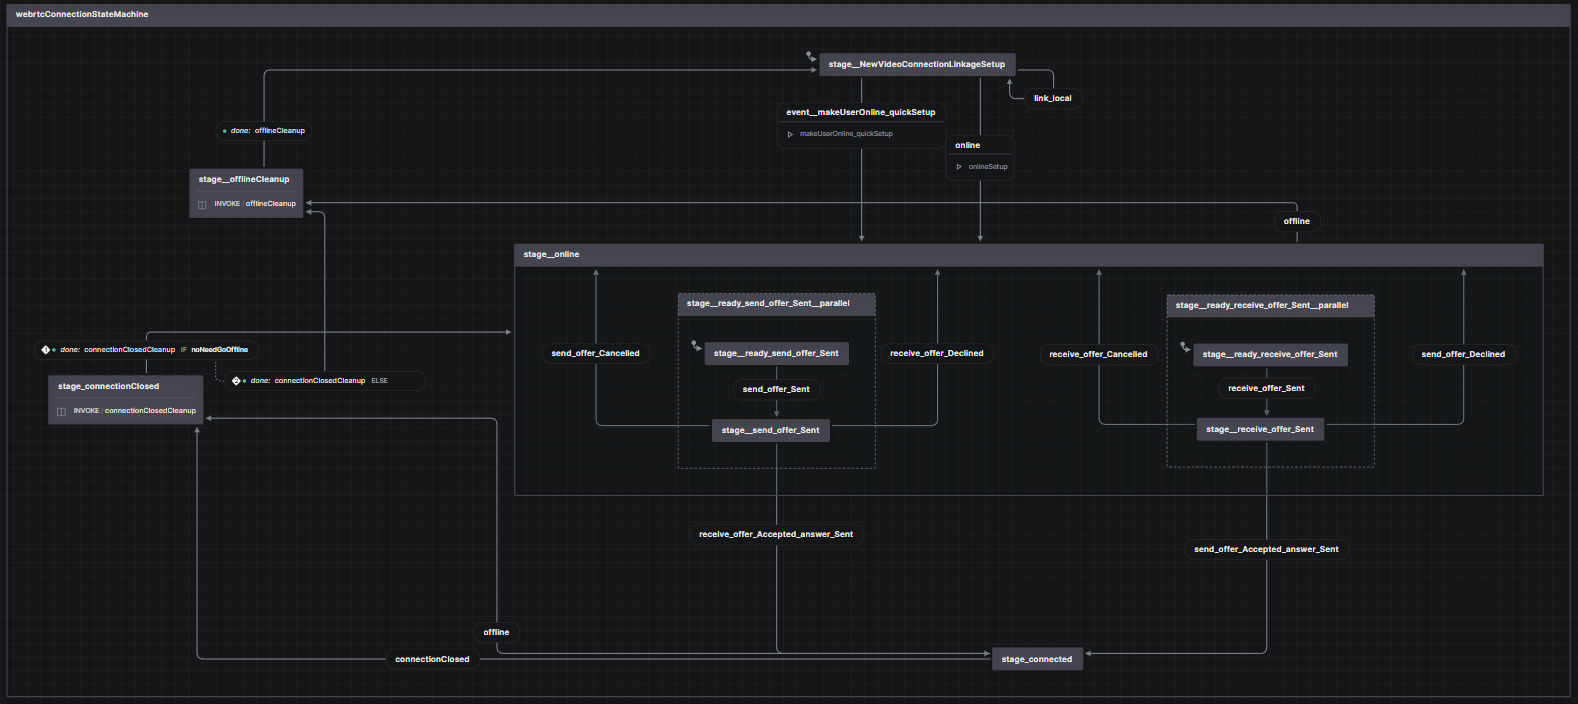 webrtcConnectionStateMachine
stage__NewVideoConnectionLinkageSetup
link_local
event__makeUserOnline_quickSetup
makeUserOnline_quickSetup
online
onlineSetup
done: offlineCleanup
stage__offlineCleanup
INVOKE / offlineCleanup
offline
stage__online
stage__ready_send_offer_Sent__parallel
stage__ready_receive_offer_Sent__parallel
1 done: connectionClosedCleanup IF noNeedGoOffline
send_offer_Cancelled
stage__ready_send_offer_Sent
receive_offer_Declined
receive_offer_Cancelled
stage__ready_receive_offer_Sent
send_offer_Declined
2 done: connectionClosedCleanup ELSE
stage_connectionClosed
INVOKE / connectionClosedCleanup
send_offer_Sent
receive_offer_Sent
stage__send_offer_Sent
stage__receive_offer_Sent
receive_offer_Accepted_answer_Sent
send_offer_Accepted_answer_Sent
offline
connectionClosed
stage_connected